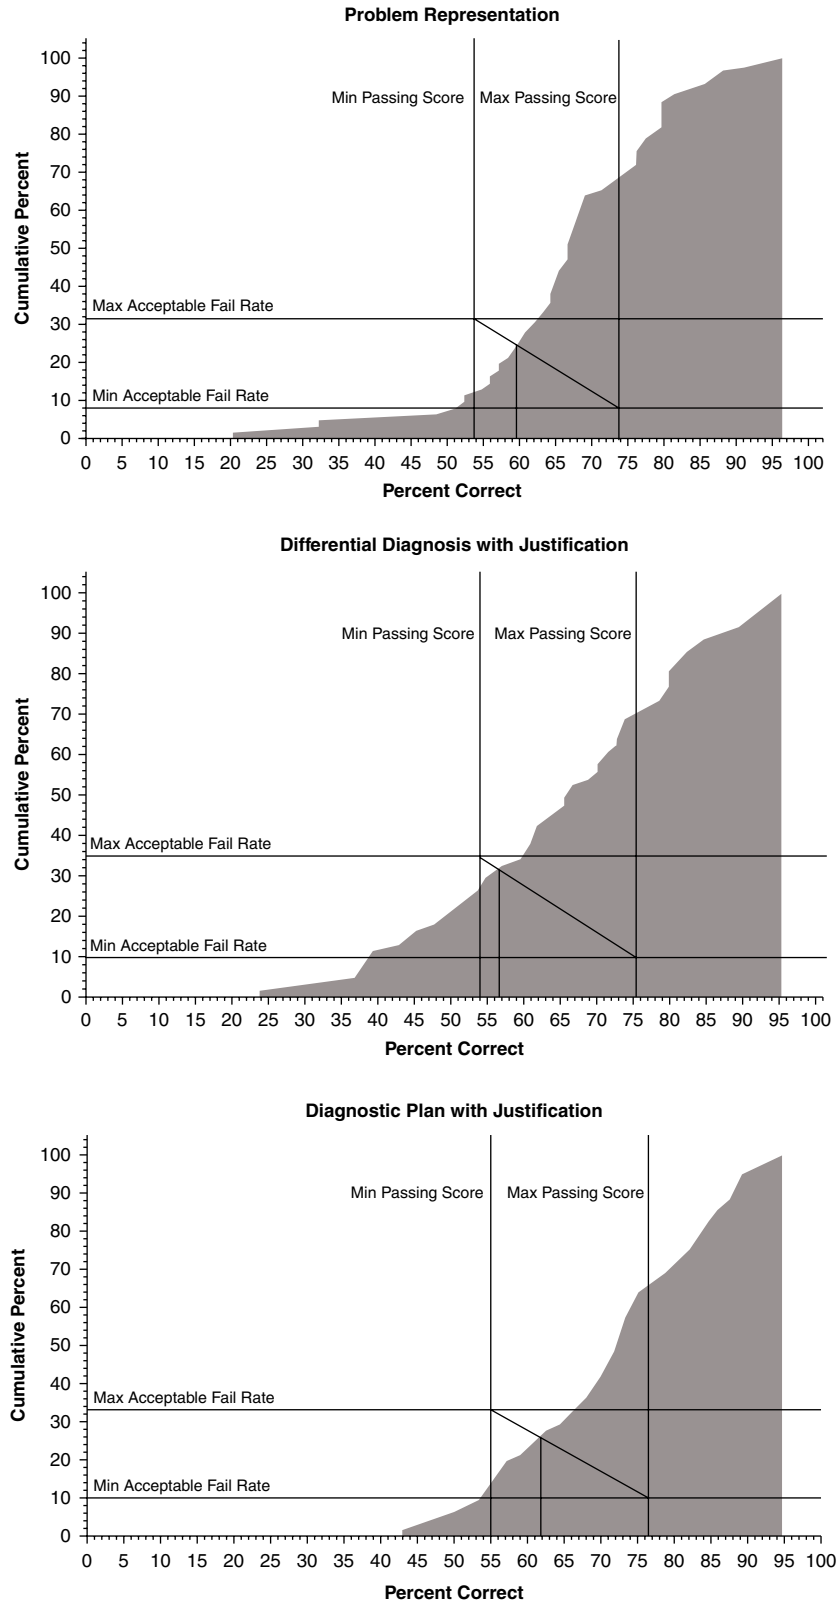 Problem Representation
100
90
80
70
60
50
40
30
20
10
0
Cumulative Percent
Min Passing Score
Max Passing Score
Max Acceptable Fail Rate
Min Acceptable Fail Rate
0 5 10 15 20 25 30 35 40 45 50 55 60 65 70 75 80 85 90 95 100
Percent Correct
Differential Diagnosis with Justification
100
90
80
70
60
50
40
30
20
10
0
Cumulative Percent
Min Passing Score
Max Passing Score
Max Acceptable Fail Rate
Min Acceptable Fail Rate
0 5 10 15 20 25 30 35 40 45 50 55 60 65 70 75 80 85 90 95 100
Percent Correct
Diagnostic Plan with Justification
100
90
80
70
60
50
40
30
20
10
0
Cumulative Percent
Min Passing Score
Max Passing Score
Max Acceptable Fail Rate
Min Acceptable Fail Rate
0 5 10 15 20 25 30 35 40 45 50 55 60 65 70 75 80 85 90 95 100
Percent Correct